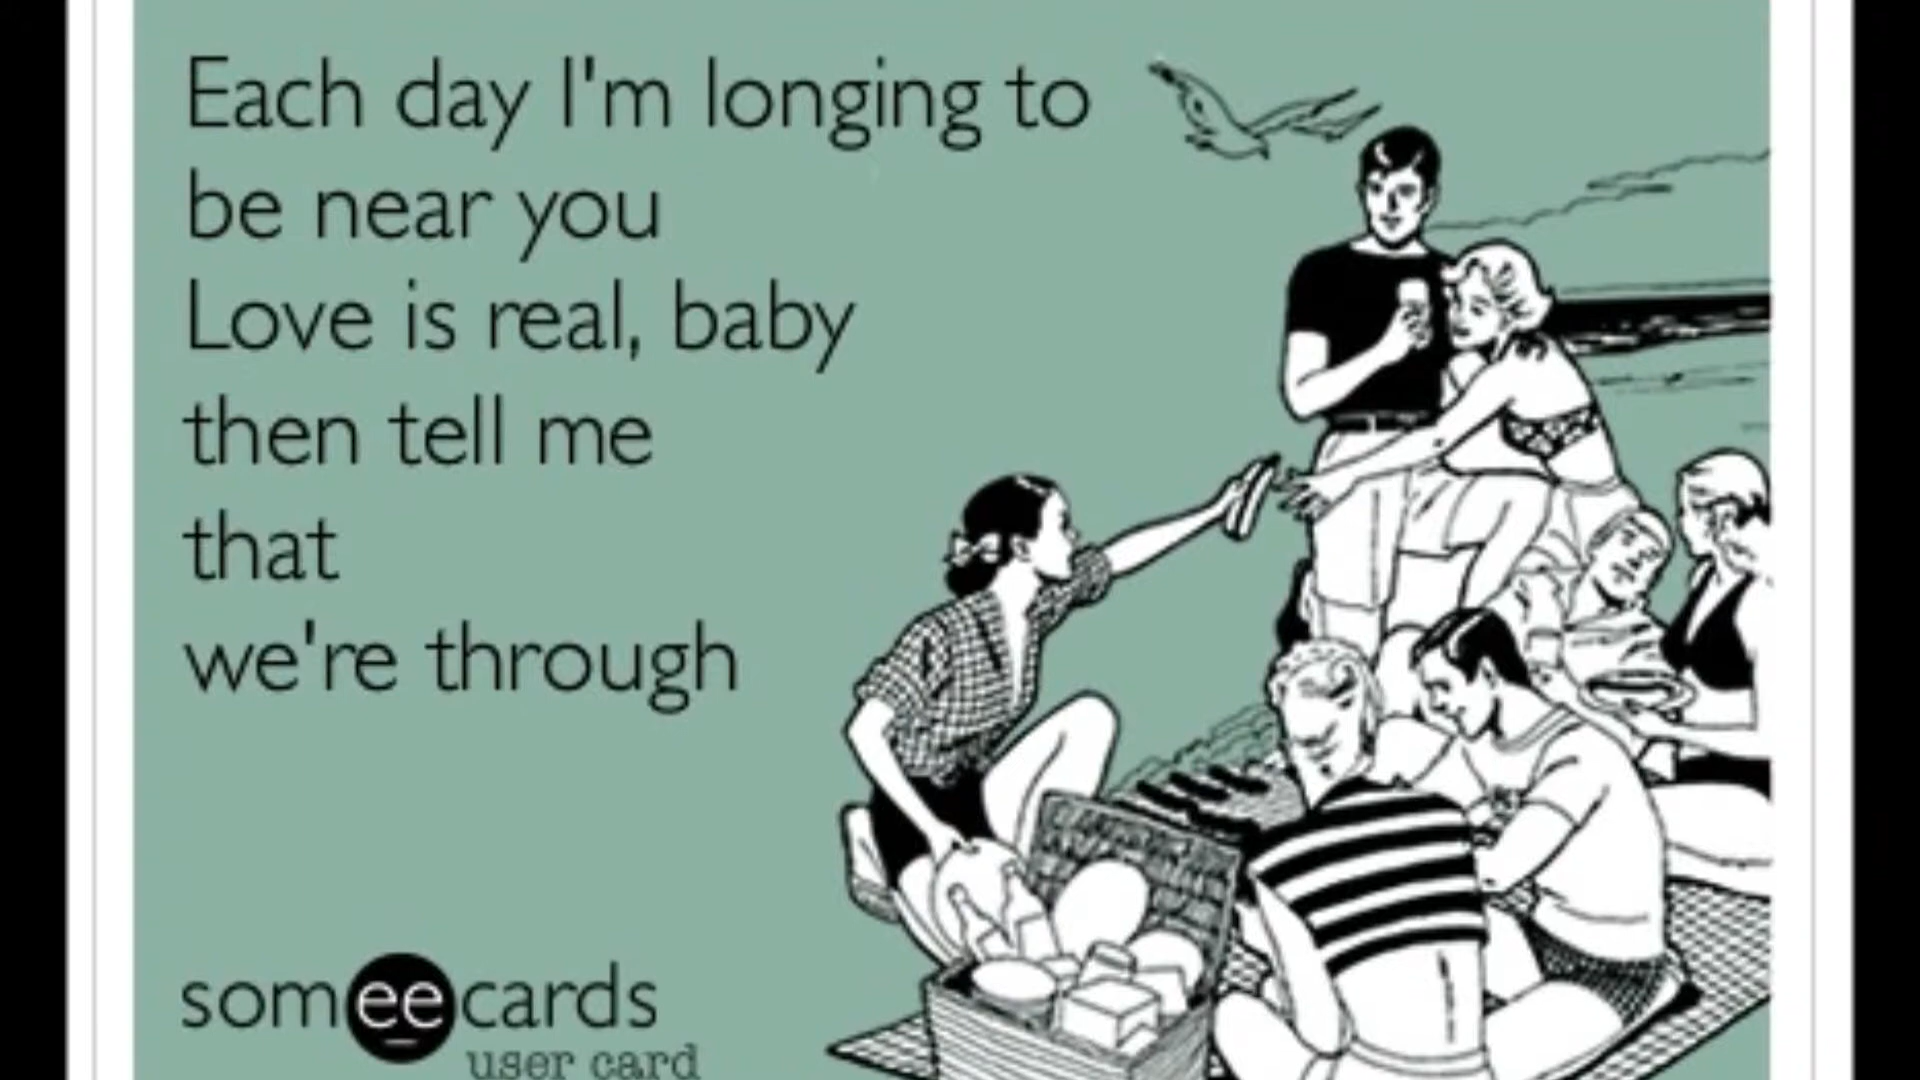 Each day I'm longing to
be near you
Love is real, baby
then tell me
that
we're through
someecards
user card